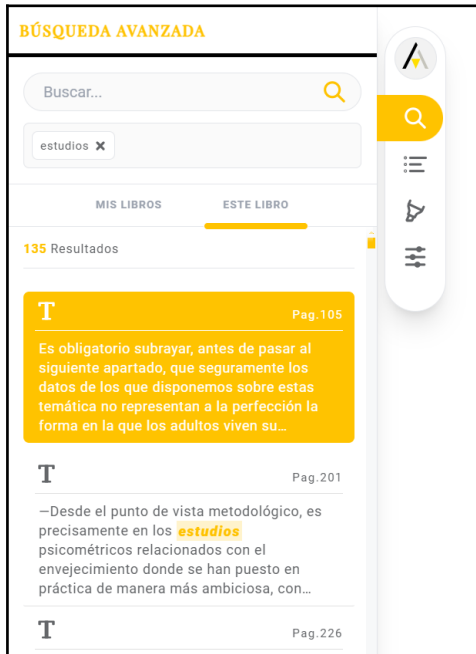 BÚSQUEDA AVANZADA
Buscar...
estudios
MIS LIBROS ESTE LIBRO
135 Resultados
T Pag.105
Es obligatorio subrayar, antes de pasar al
siguiente apartado, que seguramente los
datos de los que disponemos sobre estas
temática no representan a la perfección la
forma en la que los adultos viven su…
T Pag.201
—Desde el punto de vista metodológico, es
precisamente en los estudios
psicométricos relacionados con el
envejecimiento donde se han puesto en
práctica de manera más ambiciosa, con…
T Pag.226